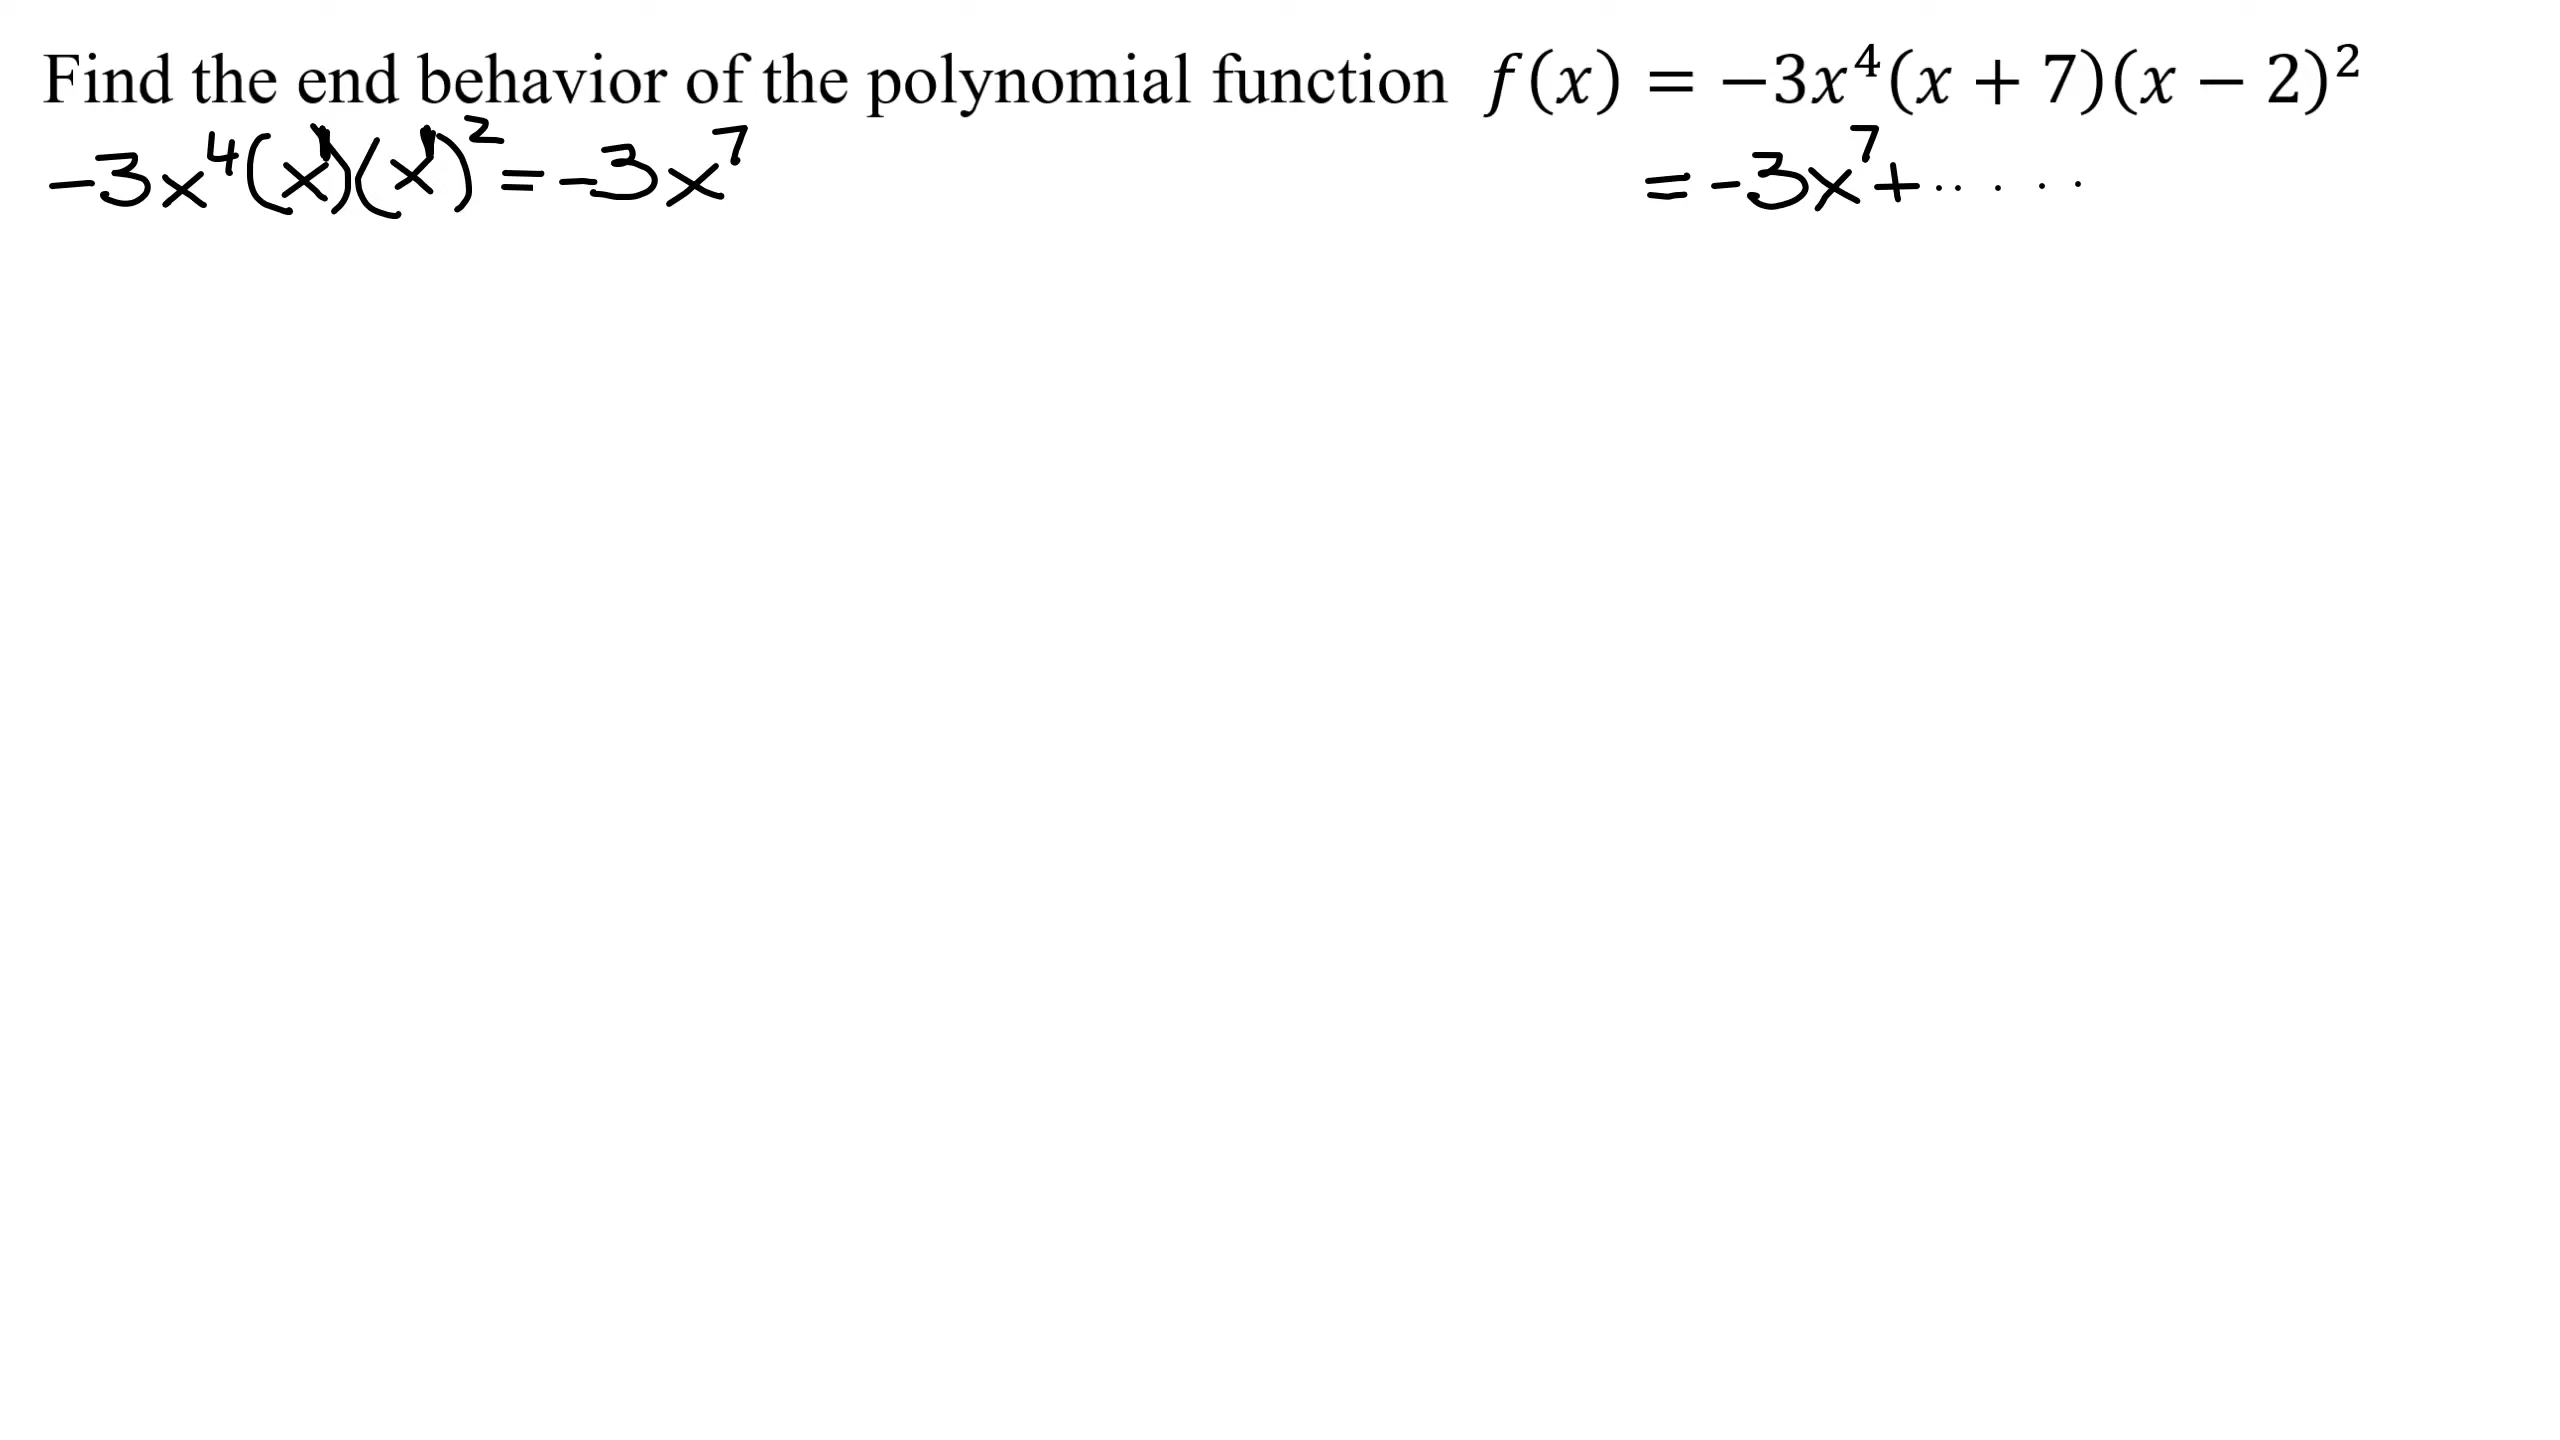 Find the end behavior of the polynomial function f(x) = −3x⁴(x + 7)(x − 2)²
−3x⁴(x¹)(x¹)² = −3x⁷
= −3x⁷ + . . . . .